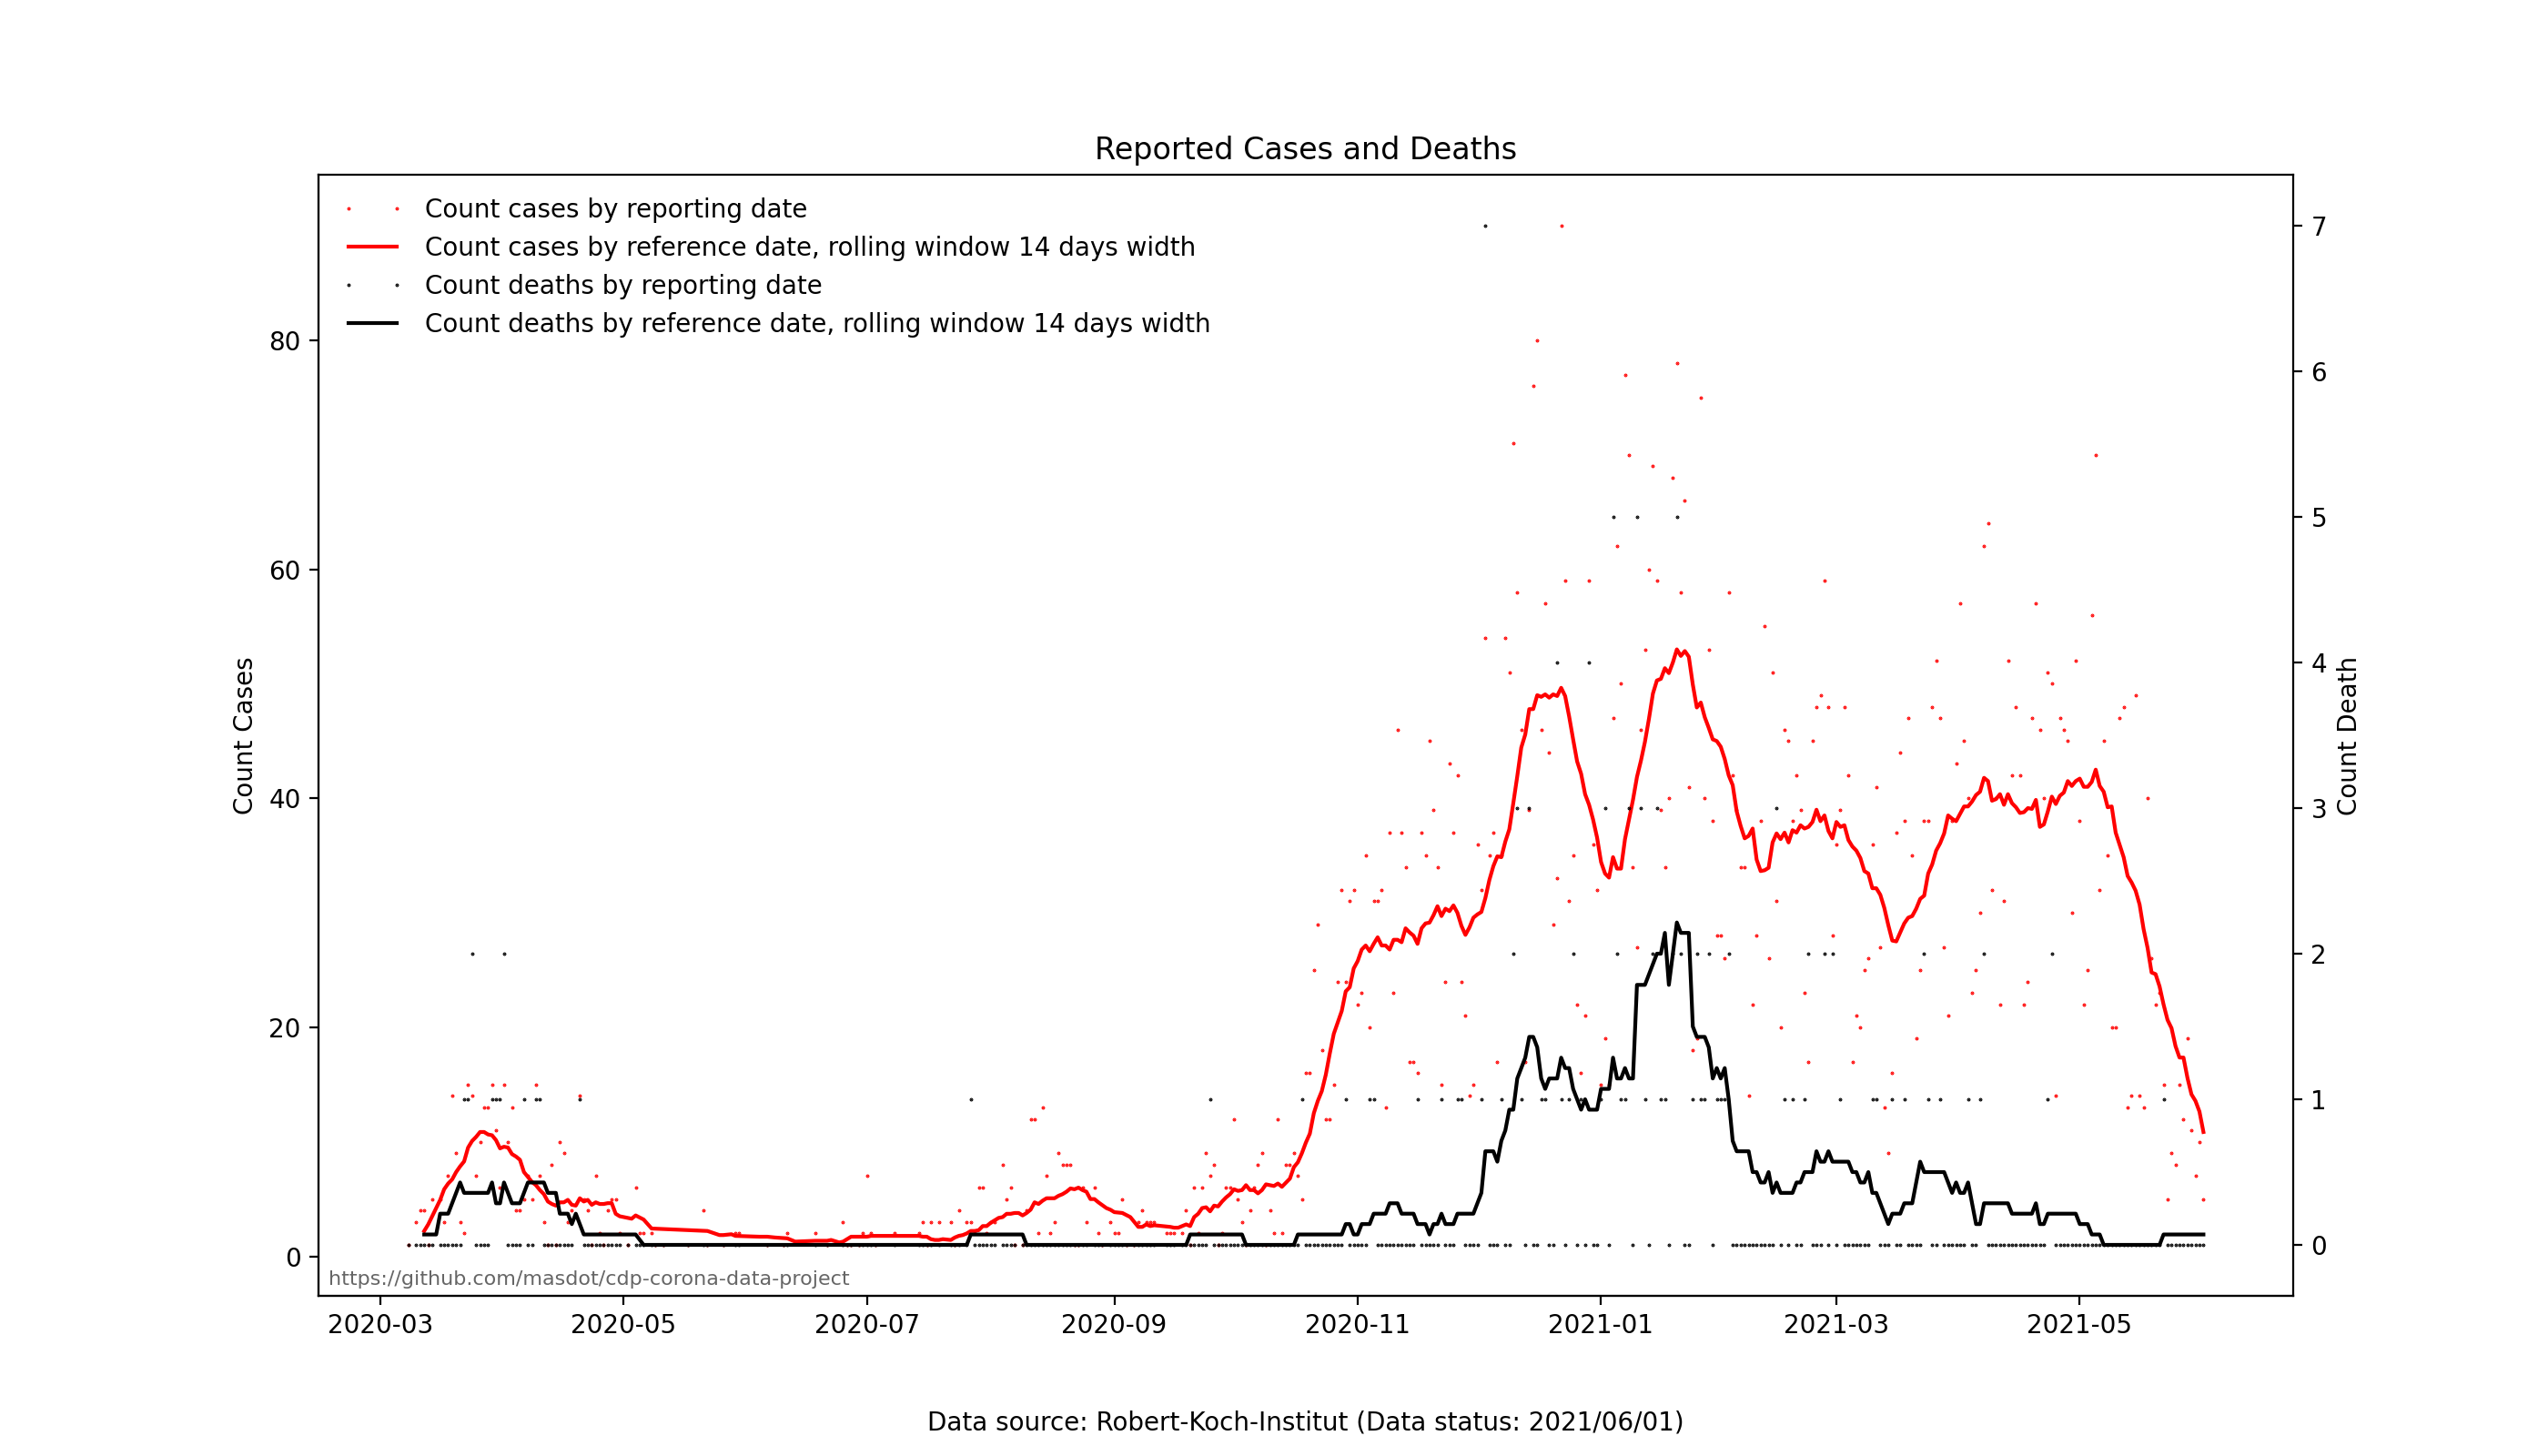 Reported Cases and Deaths
Count cases by reporting date
Count cases by reference date, rolling window 14 days width
Count deaths by reporting date
Count deaths by reference date, rolling window 14 days width
Count Cases
80
60
40
20
0
7
6
5
4
3
2
1
0
Count Death
https://github.com/masdot/cdp-corona-data-project
2020-03 2020-05 2020-07 2020-09 2020-11 2021-01 2021-03 2021-05
Data source: Robert-Koch-Institut (Data status: 2021/06/01)